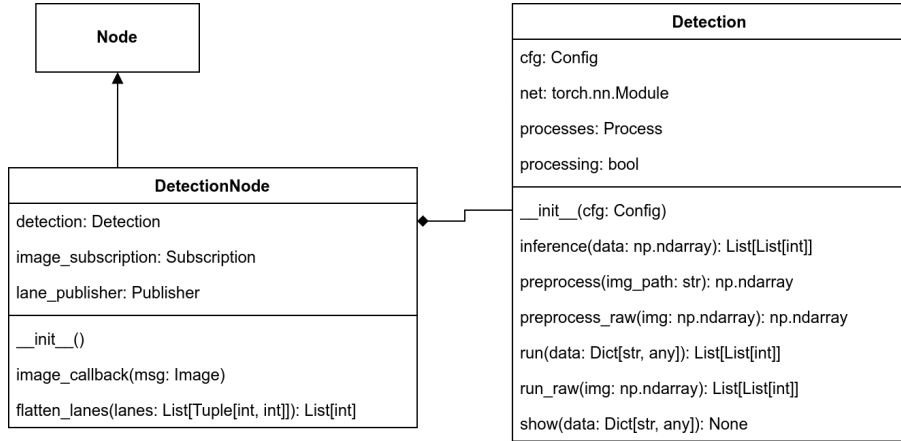 Node
DetectionNode
detection: Detection
image_subscription: Subscription
lane_publisher: Publisher
__init__()
image_callback(msg: Image)
flatten_lanes(lanes: List[Tuple[int, int]]): List[int]
Detection
cfg: Config
net: torch.nn.Module
processes: Process
processing: bool
__init__(cfg: Config)
inference(data: np.ndarray): List[List[int]]
preprocess(img_path: str): np.ndarray
preprocess_raw(img: np.ndarray): np.ndarray
run(data: Dict[str, any]): List[List[int]]
run_raw(img: np.ndarray): List[List[int]]
show(data: Dict[str, any]): None